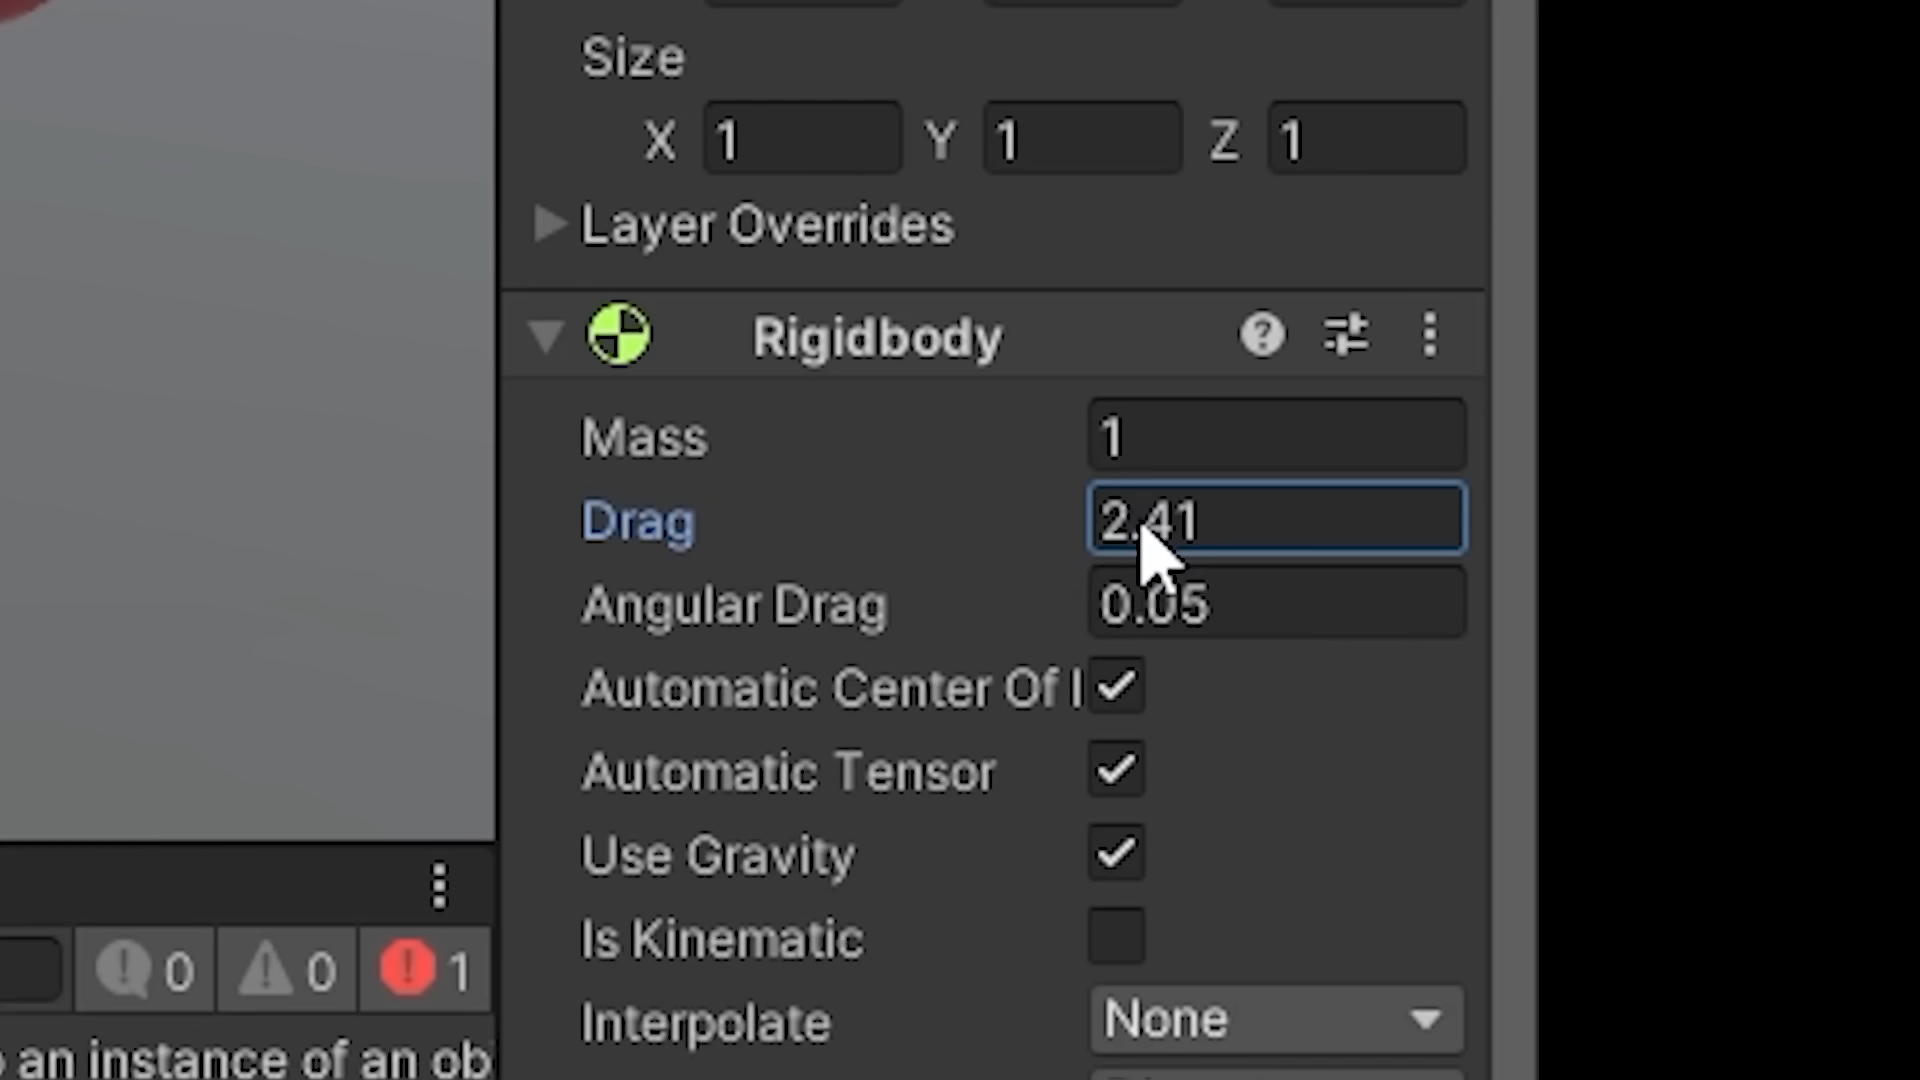 Size
X 1 Y 1 Z 1
Layer Overrides
Rigidbody
Mass 1
Drag 2.41
Angular Drag 0.05
Automatic Center Of
Automatic Tensor
Use Gravity
Is Kinematic
Interpolate None
0 0 1
an instance of an ob